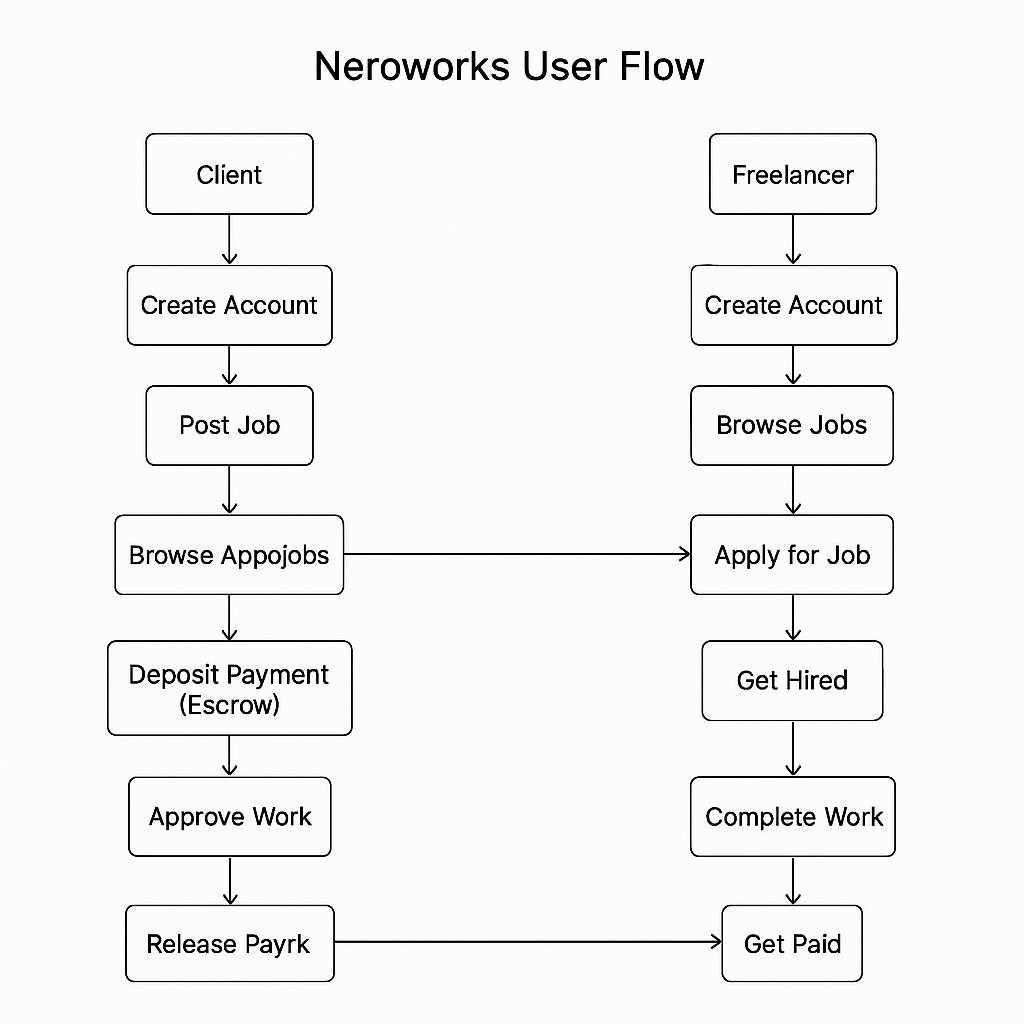 Neroworks User Flow
Client
Create Account
Post Job
Browse Appojobs
Deposit Payment
(Escrow)
Approve Work
Release Payrk
Freelancer
Create Account
Browse Jobs
Apply for Job
Get Hired
Complete Work
Get Paid